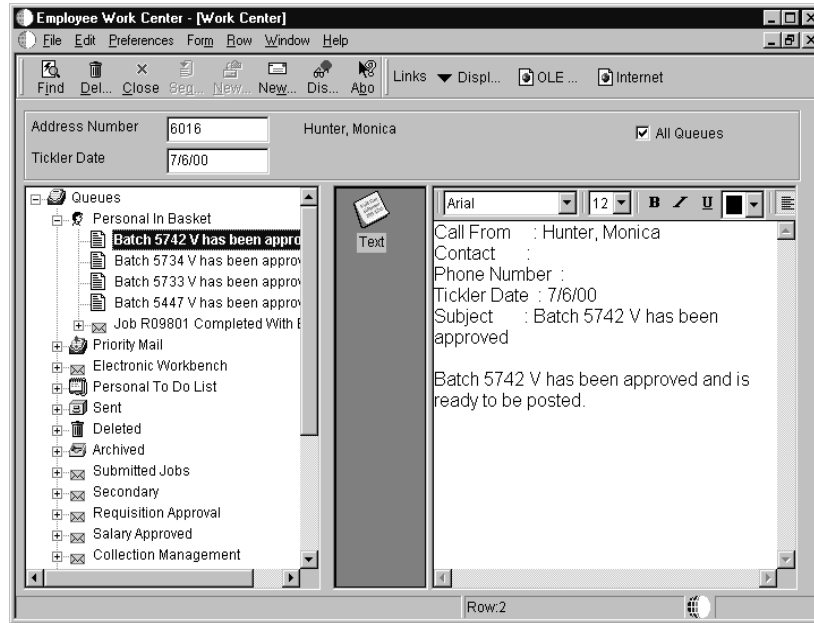 Employee Work Center - [Work Center]
File Edit Preferences Form Row Window Help
Find Del... Close Seq... New... New... Dis... Abo Links Displ... OLE ... Internet
Address Number 6016 Hunter, Monica All Queues
Tickler Date 7/6/00
Queues
Personal In Basket
Batch 5742 V has been appro
Batch 5734 V has been approv
Batch 5733 V has been approv
Batch 5447 V has been approv
Job R09801 Completed With E
Priority Mail
Electronic Workbench
Personal To Do List
Sent
Deleted
Archived
Submitted Jobs
Secondary
Requisition Approval
Salary Approved
Collection Management
Text
Arial 12 B I U
Call From : Hunter, Monica
Contact :
Phone Number :
Tickler Date : 7/6/00
Subject : Batch 5742 V has been
approved
Batch 5742 V has been approved and is
ready to be posted.
Row:2